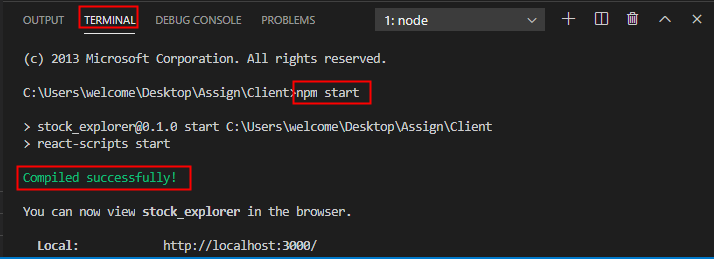 OUTPUT TERMINAL DEBUG CONSOLE PROBLEMS 1: node
(c) 2013 Microsoft Corporation. All rights reserved.
C:\Users\welcome\Desktop\Assign\Client>npm start
> stock_explorer@0.1.0 start C:\Users\welcome\Desktop\Assign\Client
> react-scripts start
Compiled successfully!
You can now view stock_explorer in the browser.
Local: http://localhost:3000/